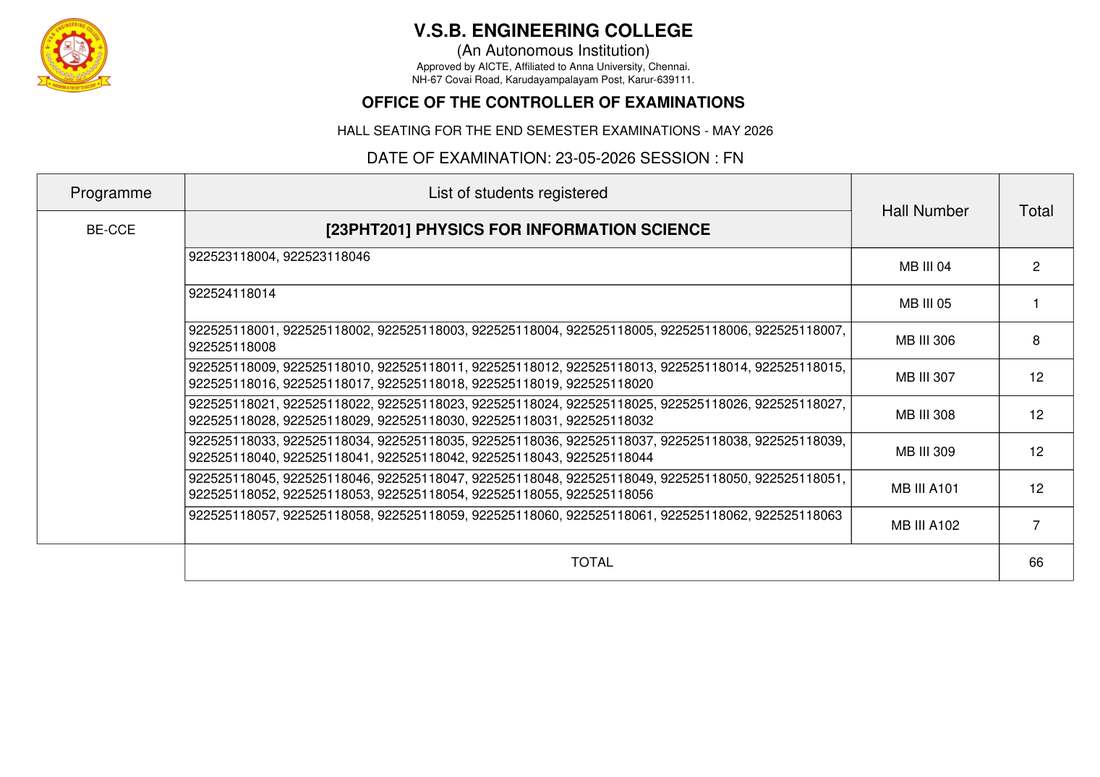 V.S.B. ENGINEERING COLLEGE
(An Autonomous Institution)
Approved by AICTE, Affiliated to Anna University, Chennai.
NH-67 Covai Road, Karudayampalayam Post, Karur-639111.
OFFICE OF THE CONTROLLER OF EXAMINATIONS
HALL SEATING FOR THE END SEMESTER EXAMINATIONS - MAY 2026
DATE OF EXAMINATION: 23-05-2026 SESSION : FN
Programme List of students registered Hall Number Total
BE-CCE [23PHT201] PHYSICS FOR INFORMATION SCIENCE
922523118004, 922523118046 MB III 04 2
922524118014 MB III 05 1
922525118001, 922525118002, 922525118003, 922525118004, 922525118005, 922525118006, 922525118007,
922525118008 MB III 306 8
922525118009, 922525118010, 922525118011, 922525118012, 922525118013, 922525118014, 922525118015,
922525118016, 922525118017, 922525118018, 922525118019, 922525118020 MB III 307 12
922525118021, 922525118022, 922525118023, 922525118024, 922525118025, 922525118026, 922525118027,
922525118028, 922525118029, 922525118030, 922525118031, 922525118032 MB III 308 12
922525118033, 922525118034, 922525118035, 922525118036, 922525118037, 922525118038, 922525118039,
922525118040, 922525118041, 922525118042, 922525118043, 922525118044 MB III 309 12
922525118045, 922525118046, 922525118047, 922525118048, 922525118049, 922525118050, 922525118051,
922525118052, 922525118053, 922525118054, 922525118055, 922525118056 MB III A101 12
922525118057, 922525118058, 922525118059, 922525118060, 922525118061, 922525118062, 922525118063 MB III A102 7
TOTAL 66